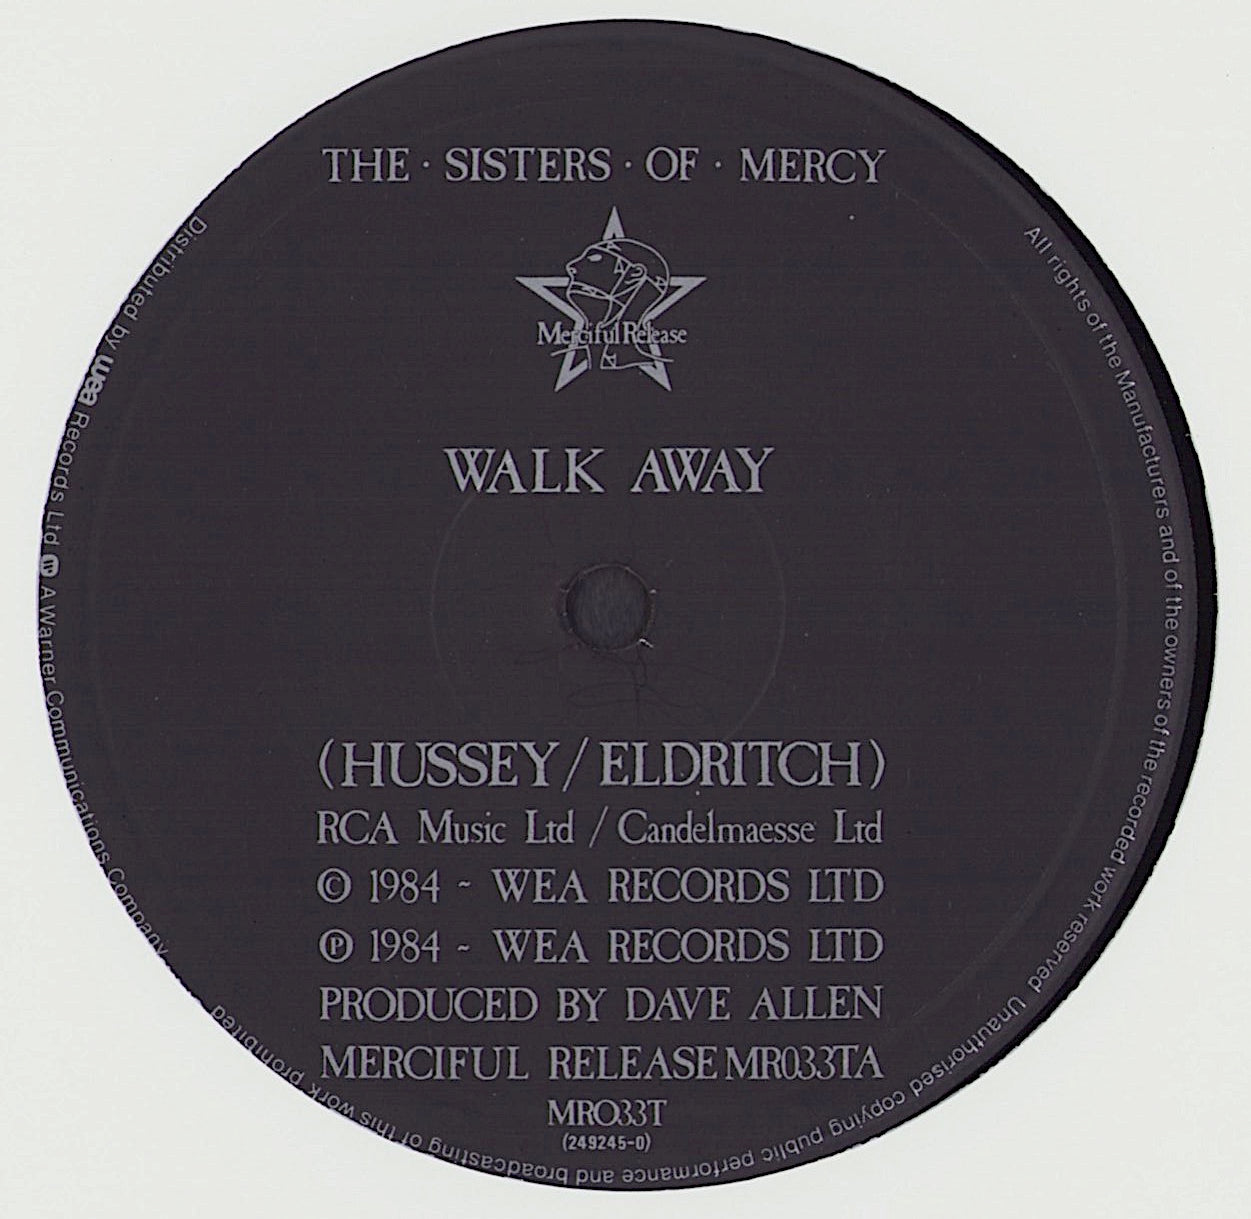 THE · SISTERS · OF · MERCY
Merciful Release
WALK AWAY
(HUSSEY / ELDRITCH)
RCA Music Ltd / Candelmaesse Ltd
© 1984 ~ WEA RECORDS LTD
℗ 1984 ~ WEA RECORDS LTD
PRODUCED BY DAVE ALLEN
MERCIFUL RELEASE MR033TA
MR033T
(249245-0)
Distributed by wea Records Ltd A Warner Communications Company
All rights of the Manufacturers and of the owners of the recorded work reserved Unauthorised copying public performance and broadcasting of this work prohibited